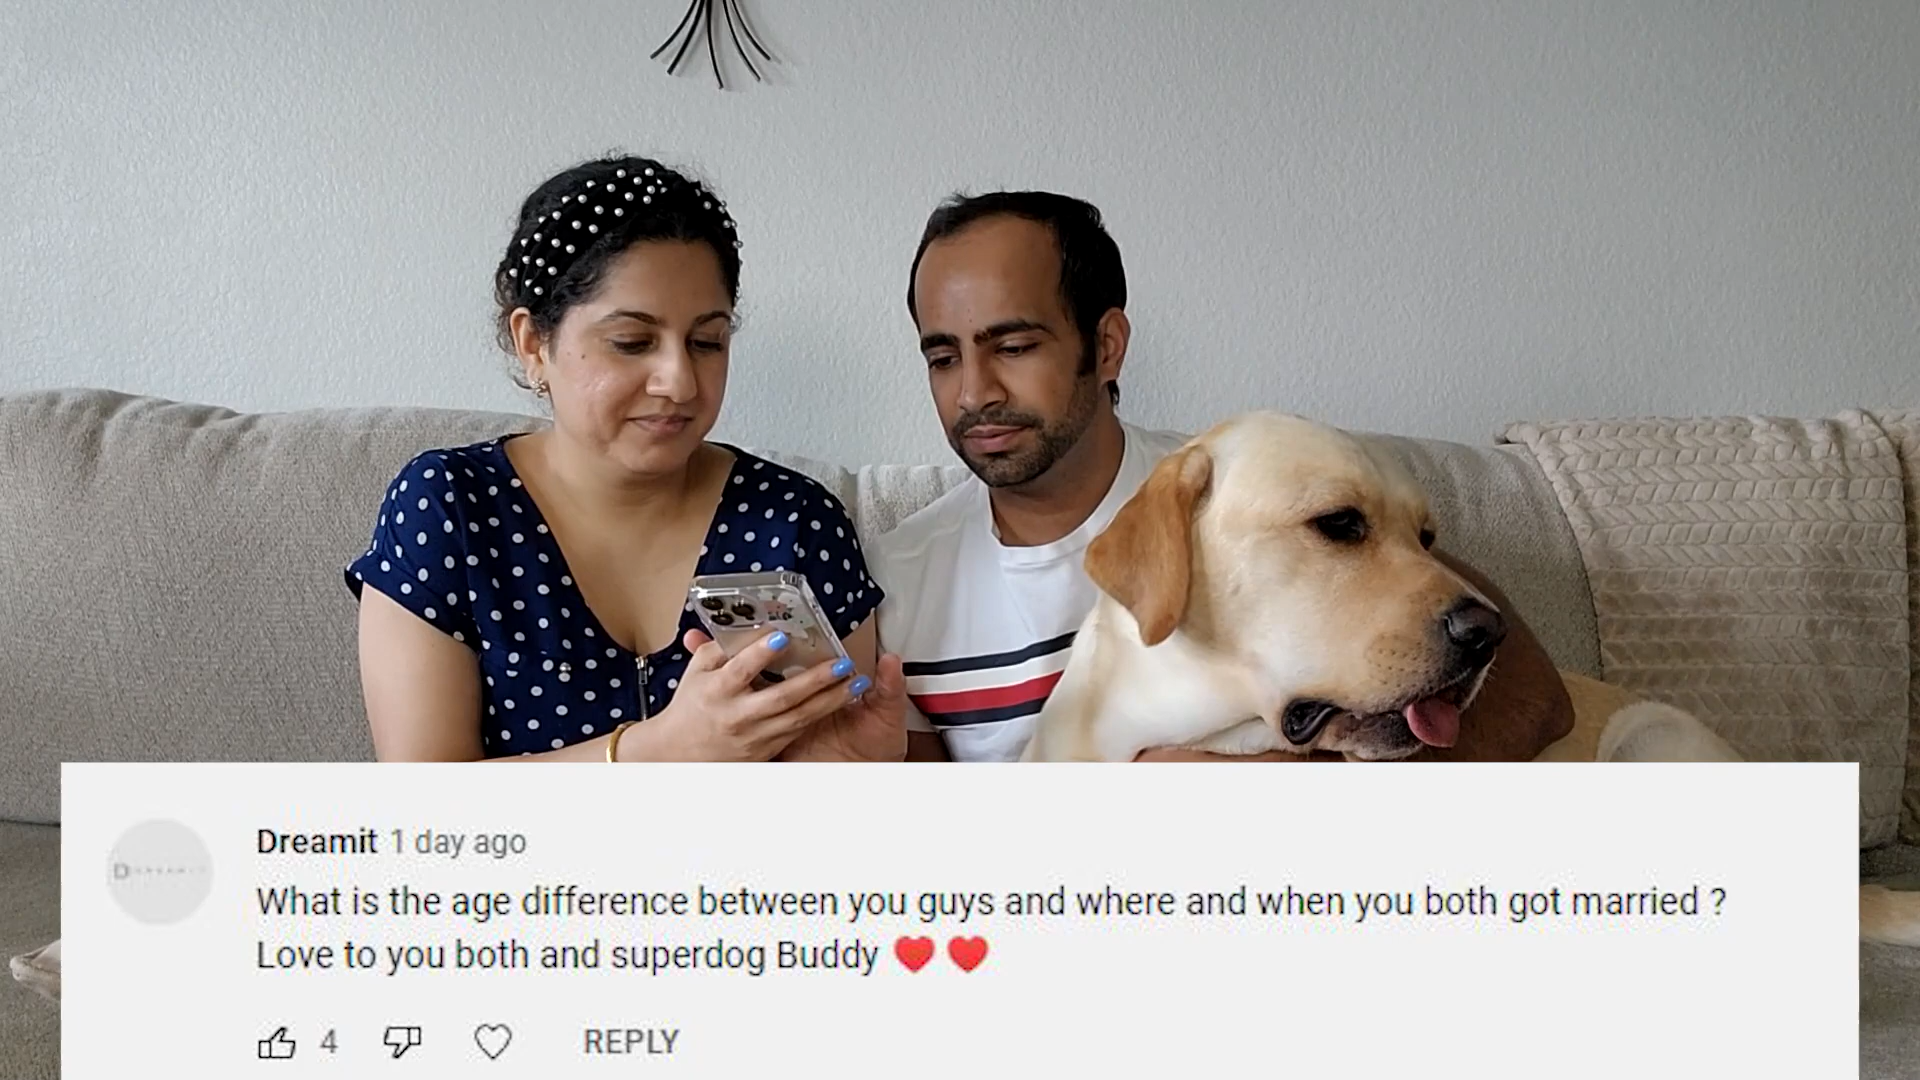 Dreamit 1 day ago
What is the age difference between you guys and where and when you both got married ?
Love to you both and superdog Buddy ❤️ ❤️
4 REPLY